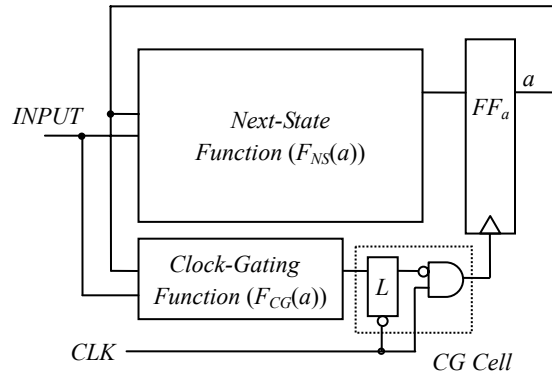 a
INPUT
Next-State
Function (F_NS(a))
FF_a
Clock-Gating
Function (F_CG(a))
L
CLK
CG Cell